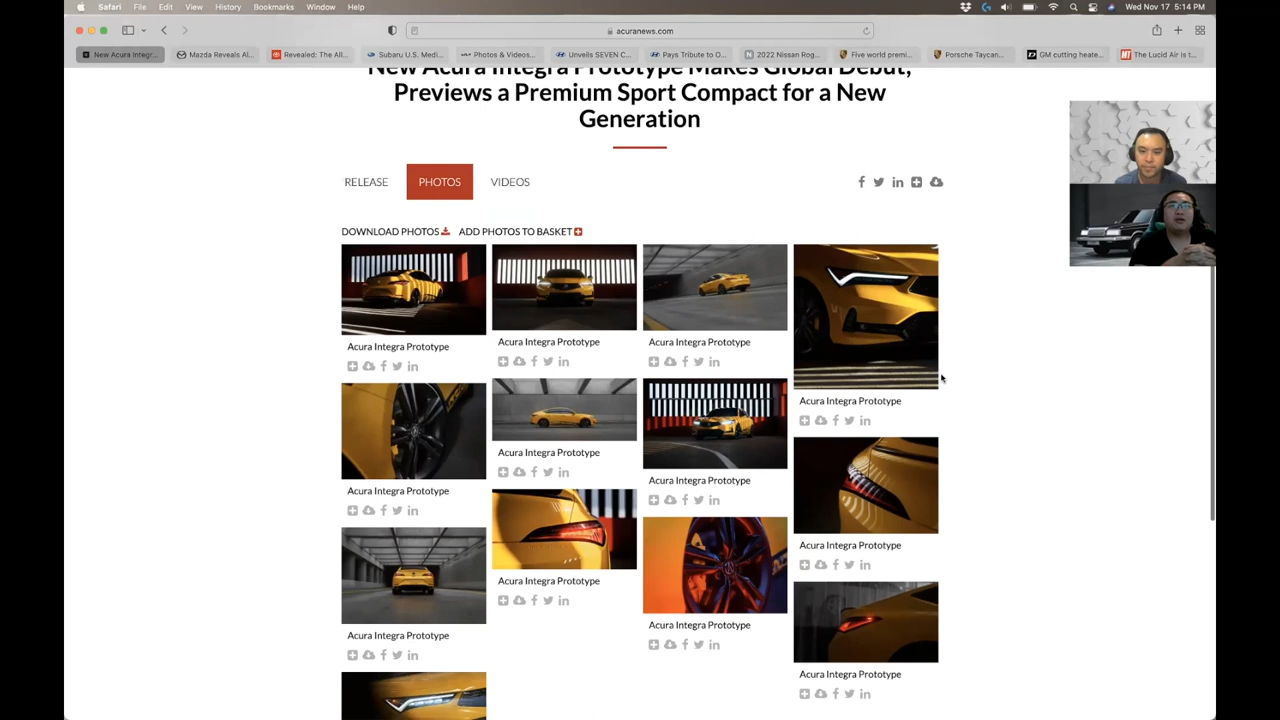 Safari File Edit View History Bookmarks Window Help
Wed Nov 17 5:14 PM
acuranews.com
New Acura Integr...
Mazda Reveals Al...
Revealed: The All...
Subaru U.S. Medi...
Photos & Videos...
Unveils SEVEN C...
Pays Tribute to O...
2022 Nissan Rog...
Five world premi...
Porsche Taycan...
GM cutting heate...
The Lucid Air is t...
New Acura Integra Prototype Makes Global Debut,
Previews a Premium Sport Compact for a New
Generation
RELEASE
PHOTOS
VIDEOS
DOWNLOAD PHOTOS
ADD PHOTOS TO BASKET
Acura Integra Prototype
Acura Integra Prototype
Acura Integra Prototype
Acura Integra Prototype
Acura Integra Prototype
Acura Integra Prototype
Acura Integra Prototype
Acura Integra Prototype
Acura Integra Prototype
Acura Integra Prototype
Acura Integra Prototype
Acura Integra Prototype